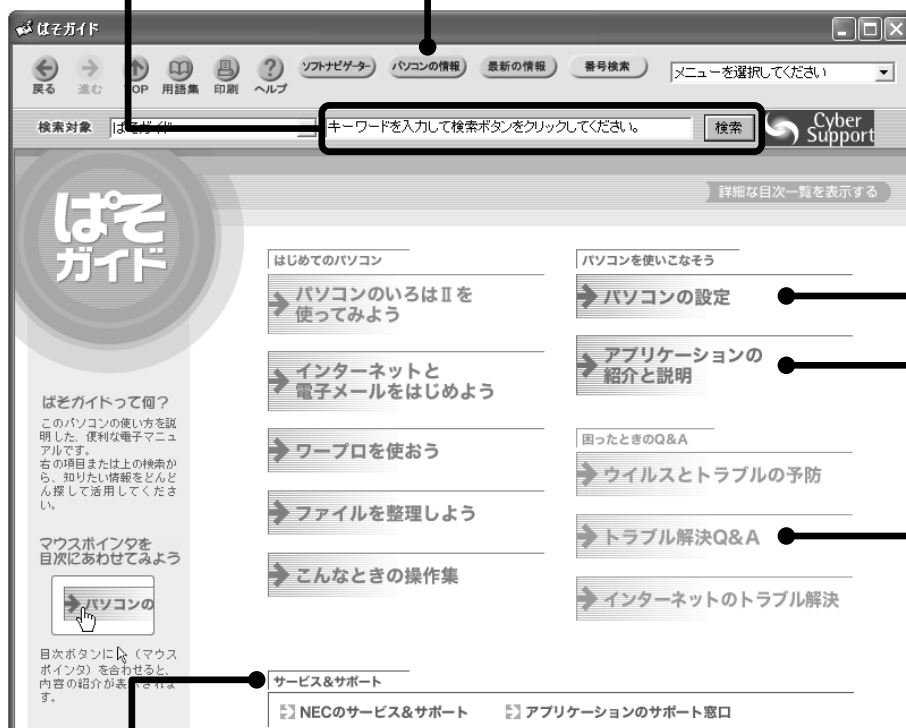 ぱそガイド
戻る 進む TOP 用語集 印刷 ヘルプ ソフトナビゲーター パソコンの情報 最新の情報 番号検索 メニューを選択してください
検索対象 ぱそガイド キーワードを入力して検索ボタンをクリックしてください。 検索 Cyber
Support
詳細な目次一覧を表示する
ぱそ
ガイド
ぱそガイドって何?
このパソコンの使い方を説
明した、便利な電子マニュ
アルです。
右の項目または上の検索か
ら、知りたい情報をどんど
ん探して活用してくださ
い。
マウスポインタを
目次にあわせてみよう
パソコンの
目次ボタンに（マウス
ポインタ）を合わせると、
内容の紹介が表示されま
す。
はじめてのパソコン
パソコンのいろはⅡを
使ってみよう
インターネットと
電子メールをはじめよう
ワープロを使おう
ファイルを整理しよう
こんなときの操作集
パソコンを使いこなそう
パソコンの設定
アプリケーションの
紹介と説明
困ったときのQ&A
ウイルスとトラブルの予防
トラブル解決Q&A
インターネットのトラブル解決
サービス&サポート
NECのサービス&サポート アプリケーションのサポート窓口